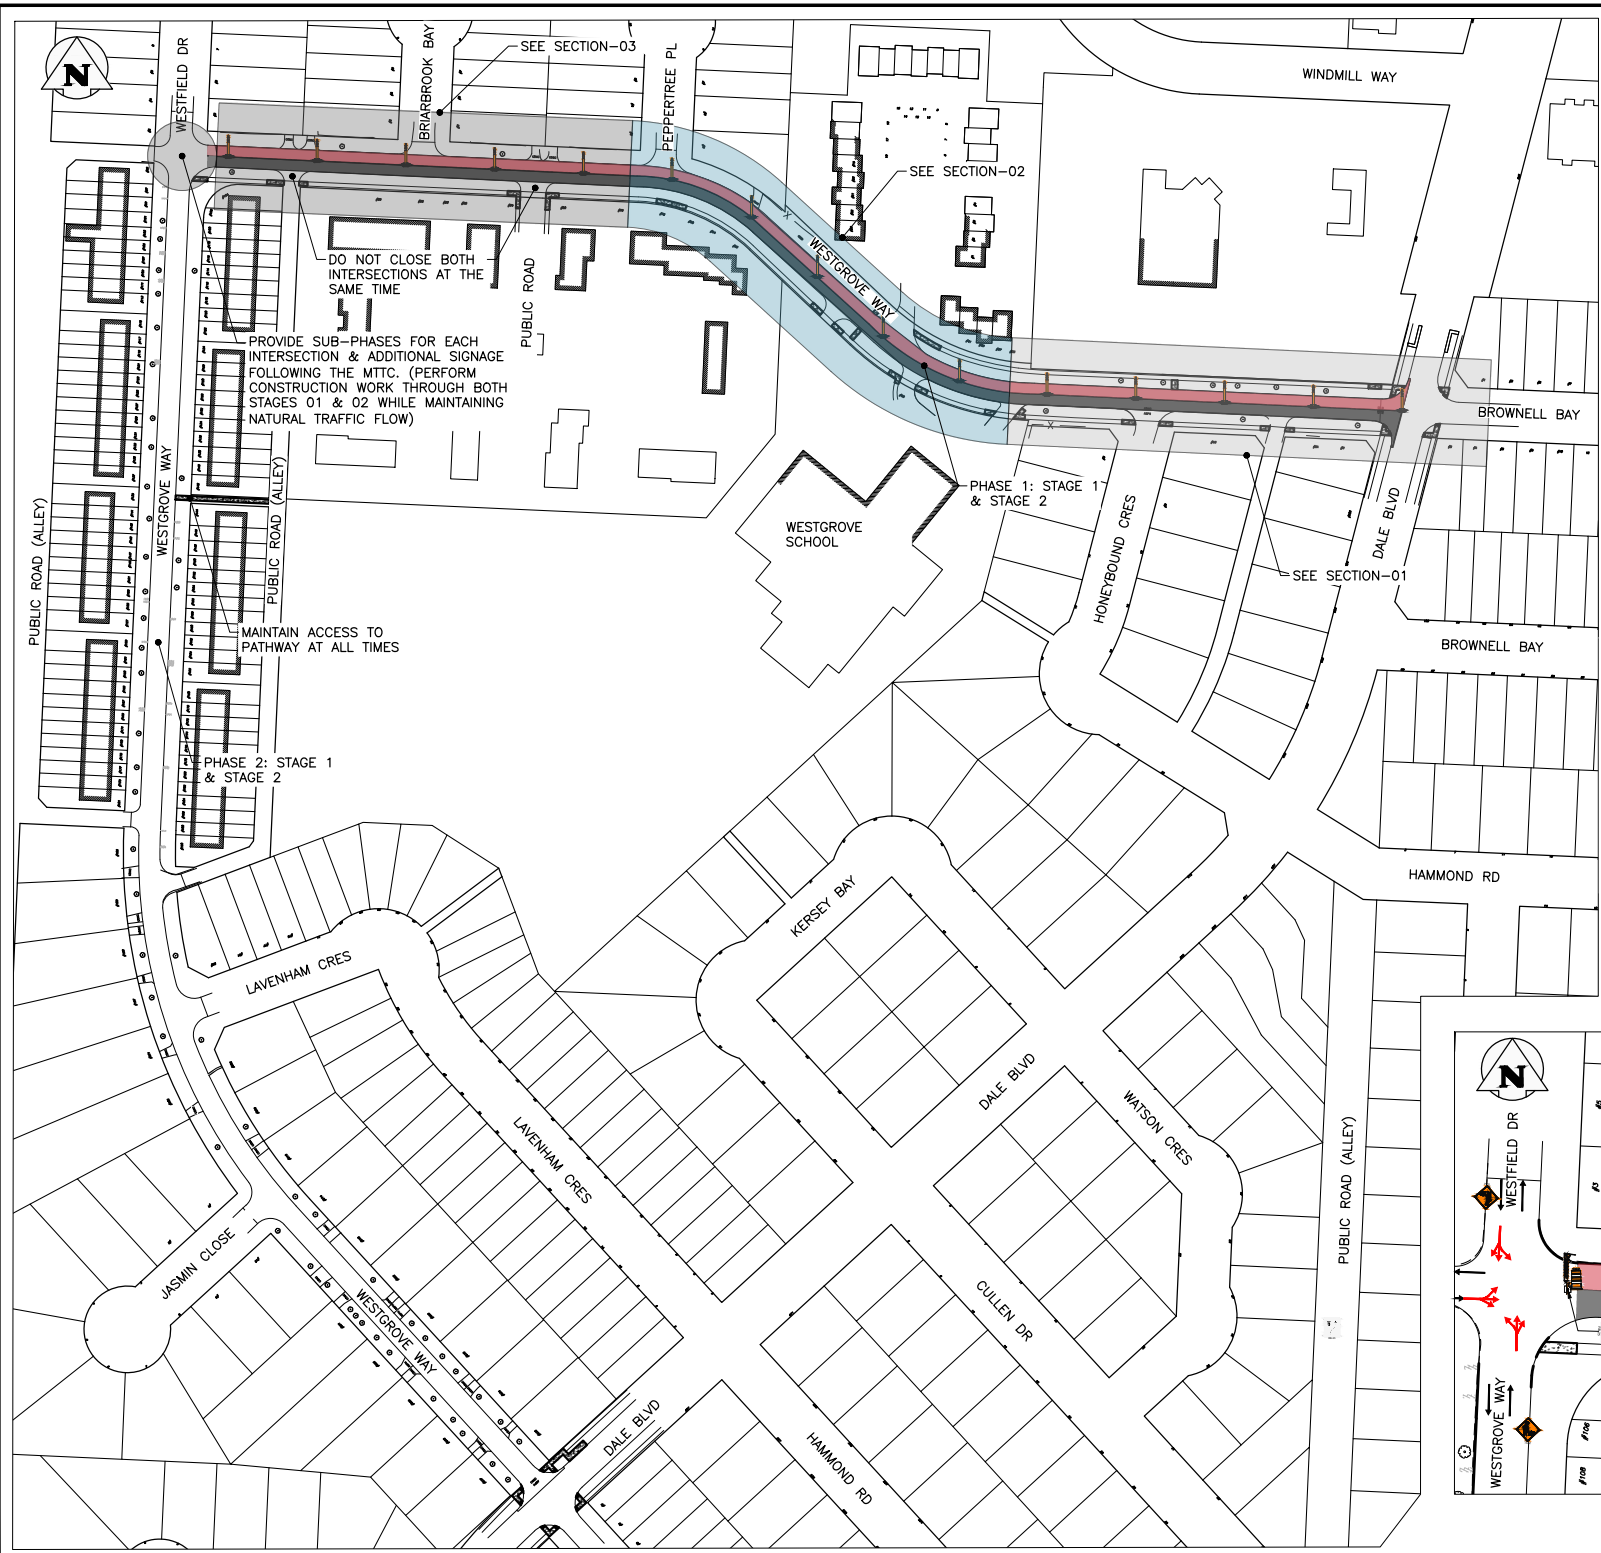 N
WESTFIELD DR
BRIARBROOK BAY
SEE SECTION-03
PEPPERTREE PL
WINDMILL WAY
SEE SECTION-02
WESTGROVE WAY
DO NOT CLOSE BOTH
INTERSECTIONS AT THE
SAME TIME
PUBLIC ROAD
PROVIDE SUB-PHASES FOR EACH
INTERSECTION & ADDITIONAL SIGNAGE
FOLLOWING THE MTTC. (PERFORM
CONSTRUCTION WORK THROUGH BOTH
STAGES 01 & 02 WHILE MAINTAINING
NATURAL TRAFFIC FLOW)
BROWNELL BAY
PUBLIC ROAD (ALLEY)
WESTGROVE WAY
PUBLIC ROAD (ALLEY)
PHASE 1: STAGE 1
& STAGE 2
WESTGROVE
SCHOOL
HONEYBOUND CRES
DALE BLVD
SEE SECTION-01
MAINTAIN ACCESS TO
PATHWAY AT ALL TIMES
BROWNELL BAY
PHASE 2: STAGE 1
& STAGE 2
HAMMOND RD
KERSEY BAY
LAVENHAM CRES
DALE BLVD
WATSON CRES
LAVENHAM CRES
PUBLIC ROAD (ALLEY)
JASMIN CLOSE
WESTGROVE WAY
CULLEN DR
DALE BLVD
HAMMOND RD
N
WESTFIELD DR
WESTGROVE WAY
#106
#108